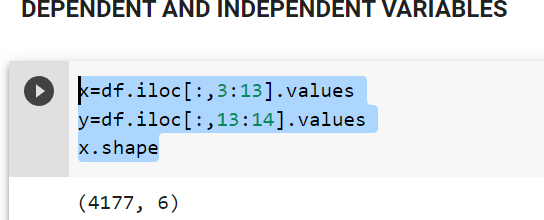 DEPENDENT AND INDEPENDENT VARIABLES
x=df.iloc[:,3:13].values
y=df.iloc[:,13:14].values
x.shape
(4177, 6)